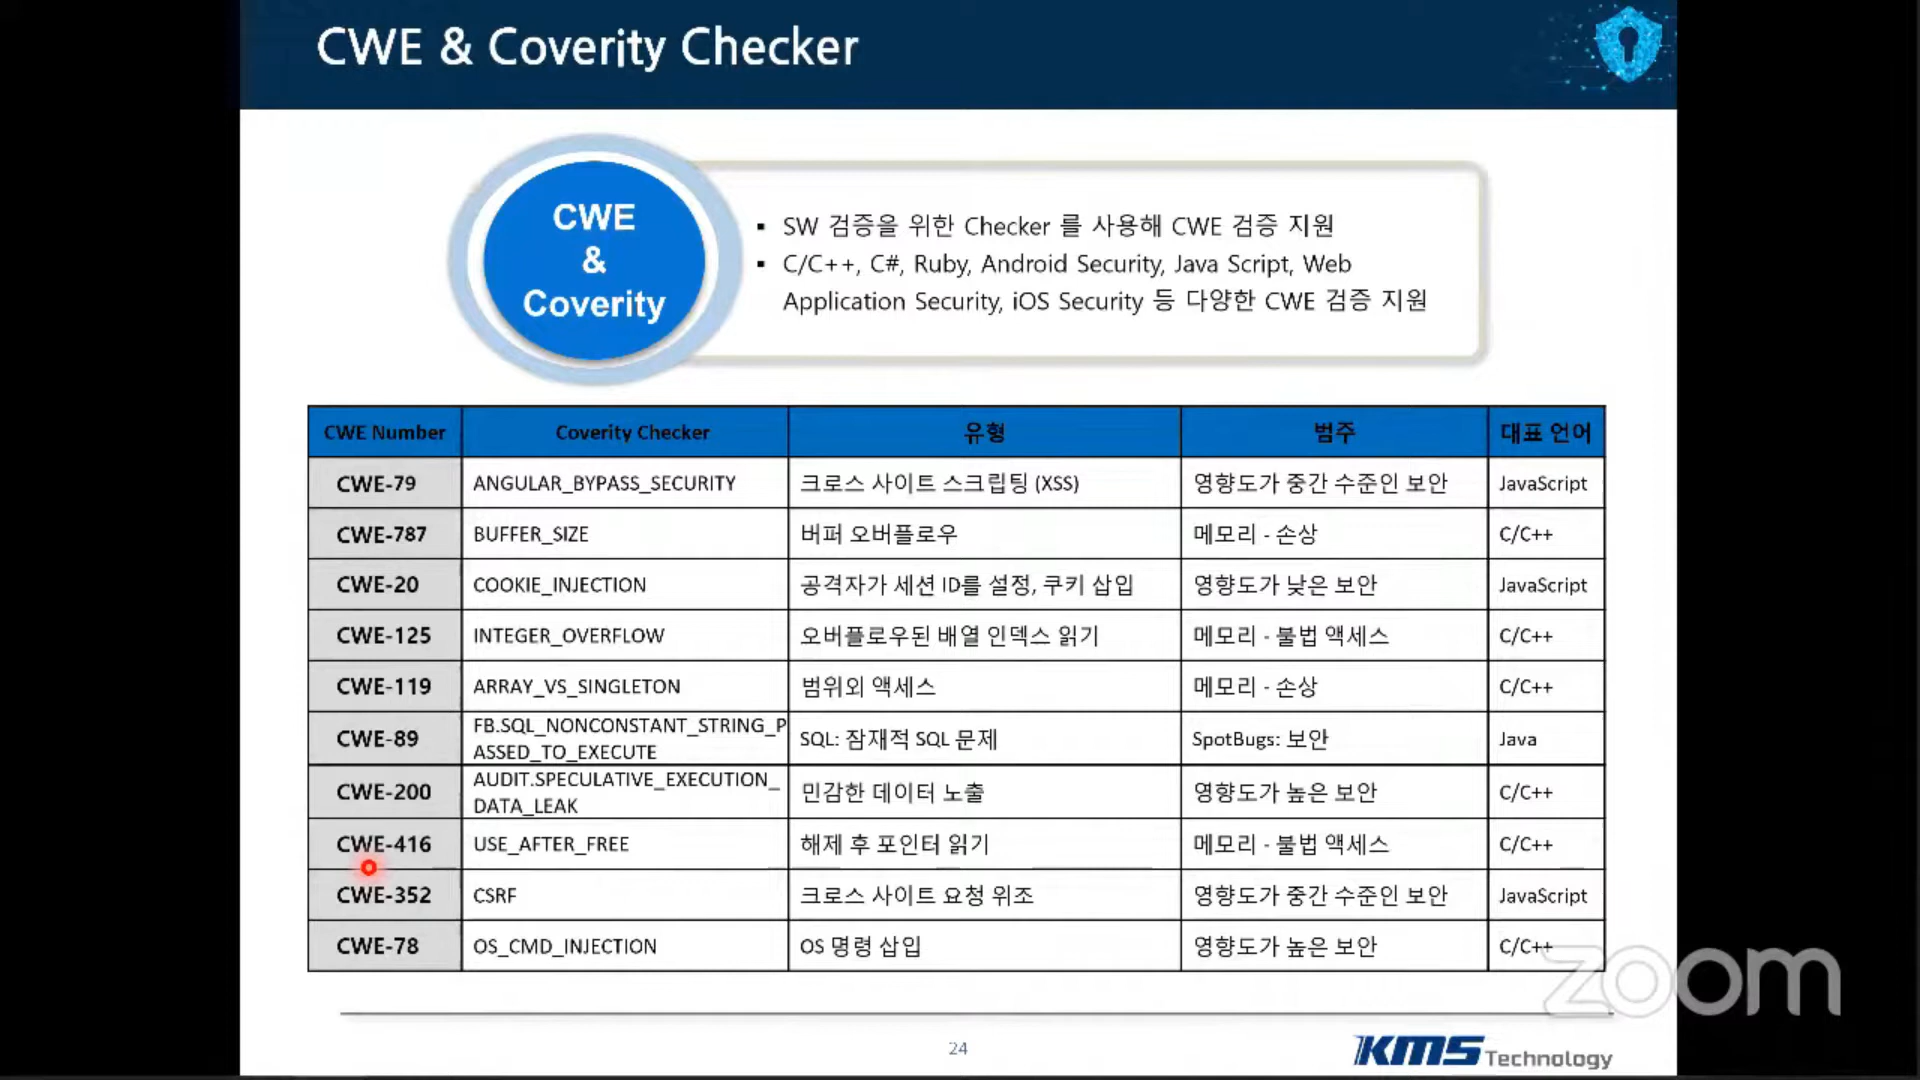 CWE & Coverity Checker
CWE
&
Coverity
▪ SW 검증을 위한 Checker 를 사용해 CWE 검증 지원
▪ C/C++, C#, Ruby, Android Security, Java Script, Web
Application Security, iOS Security 등 다양한 CWE 검증 지원
CWE Number Coverity Checker 유형 범주 대표 언어
CWE-79 ANGULAR_BYPASS_SECURITY 크로스 사이트 스크립팅 (XSS) 영향도가 중간 수준인 보안 JavaScript
CWE-787 BUFFER_SIZE 버퍼 오버플로우 메모리 - 손상 C/C++
CWE-20 COOKIE_INJECTION 공격자가 세션 ID를 설정, 쿠키 삽입 영향도가 낮은 보안 JavaScript
CWE-125 INTEGER_OVERFLOW 오버플로우된 배열 인덱스 읽기 메모리 - 불법 액세스 C/C++
CWE-119 ARRAY_VS_SINGLETON 범위외 액세스 메모리 - 손상 C/C++
CWE-89 FB.SQL_NONCONSTANT_STRING_P
ASSED_TO_EXECUTE SQL: 잠재적 SQL 문제 SpotBugs: 보안 Java
CWE-200 AUDIT.SPECULATIVE_EXECUTION_
DATA_LEAK 민감한 데이터 노출 영향도가 높은 보안 C/C++
CWE-416 USE_AFTER_FREE 해제 후 포인터 읽기 메모리 - 불법 액세스 C/C++
CWE-352 CSRF 크로스 사이트 요청 위조 영향도가 중간 수준인 보안 JavaScript
CWE-78 OS_CMD_INJECTION OS 명령 삽입 영향도가 높은 보안 C/C++
zoom
24
KMS Technology